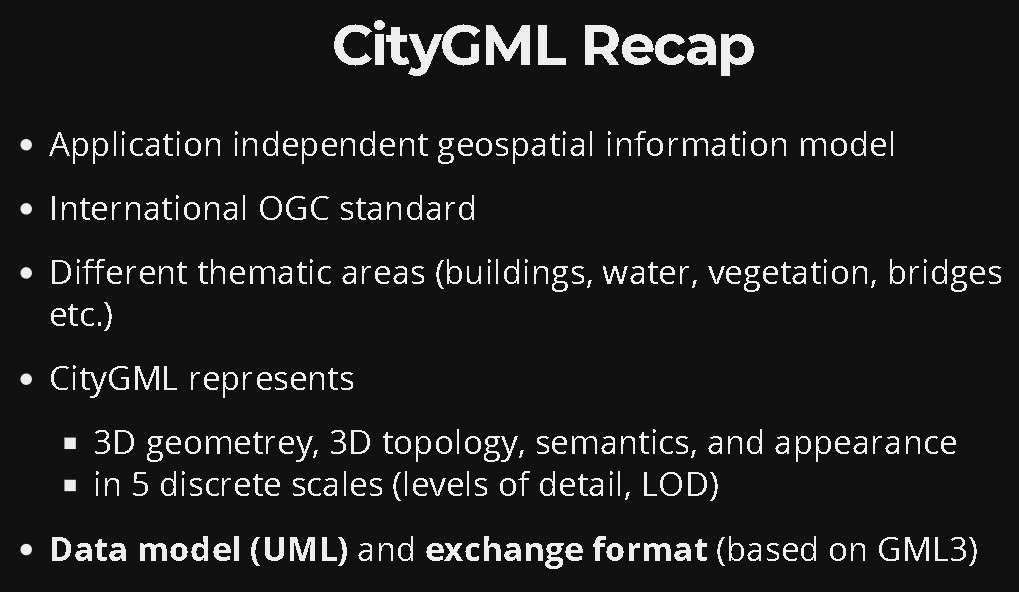 CityGML Recap
• Application independent geospatial information model
• International OGC standard
• Different thematic areas (buildings, water, vegetation, bridges
etc.)
• CityGML represents
▪ 3D geometrey, 3D topology, semantics, and appearance
▪ in 5 discrete scales (levels of detail, LOD)
• Data model (UML) and exchange format (based on GML3)